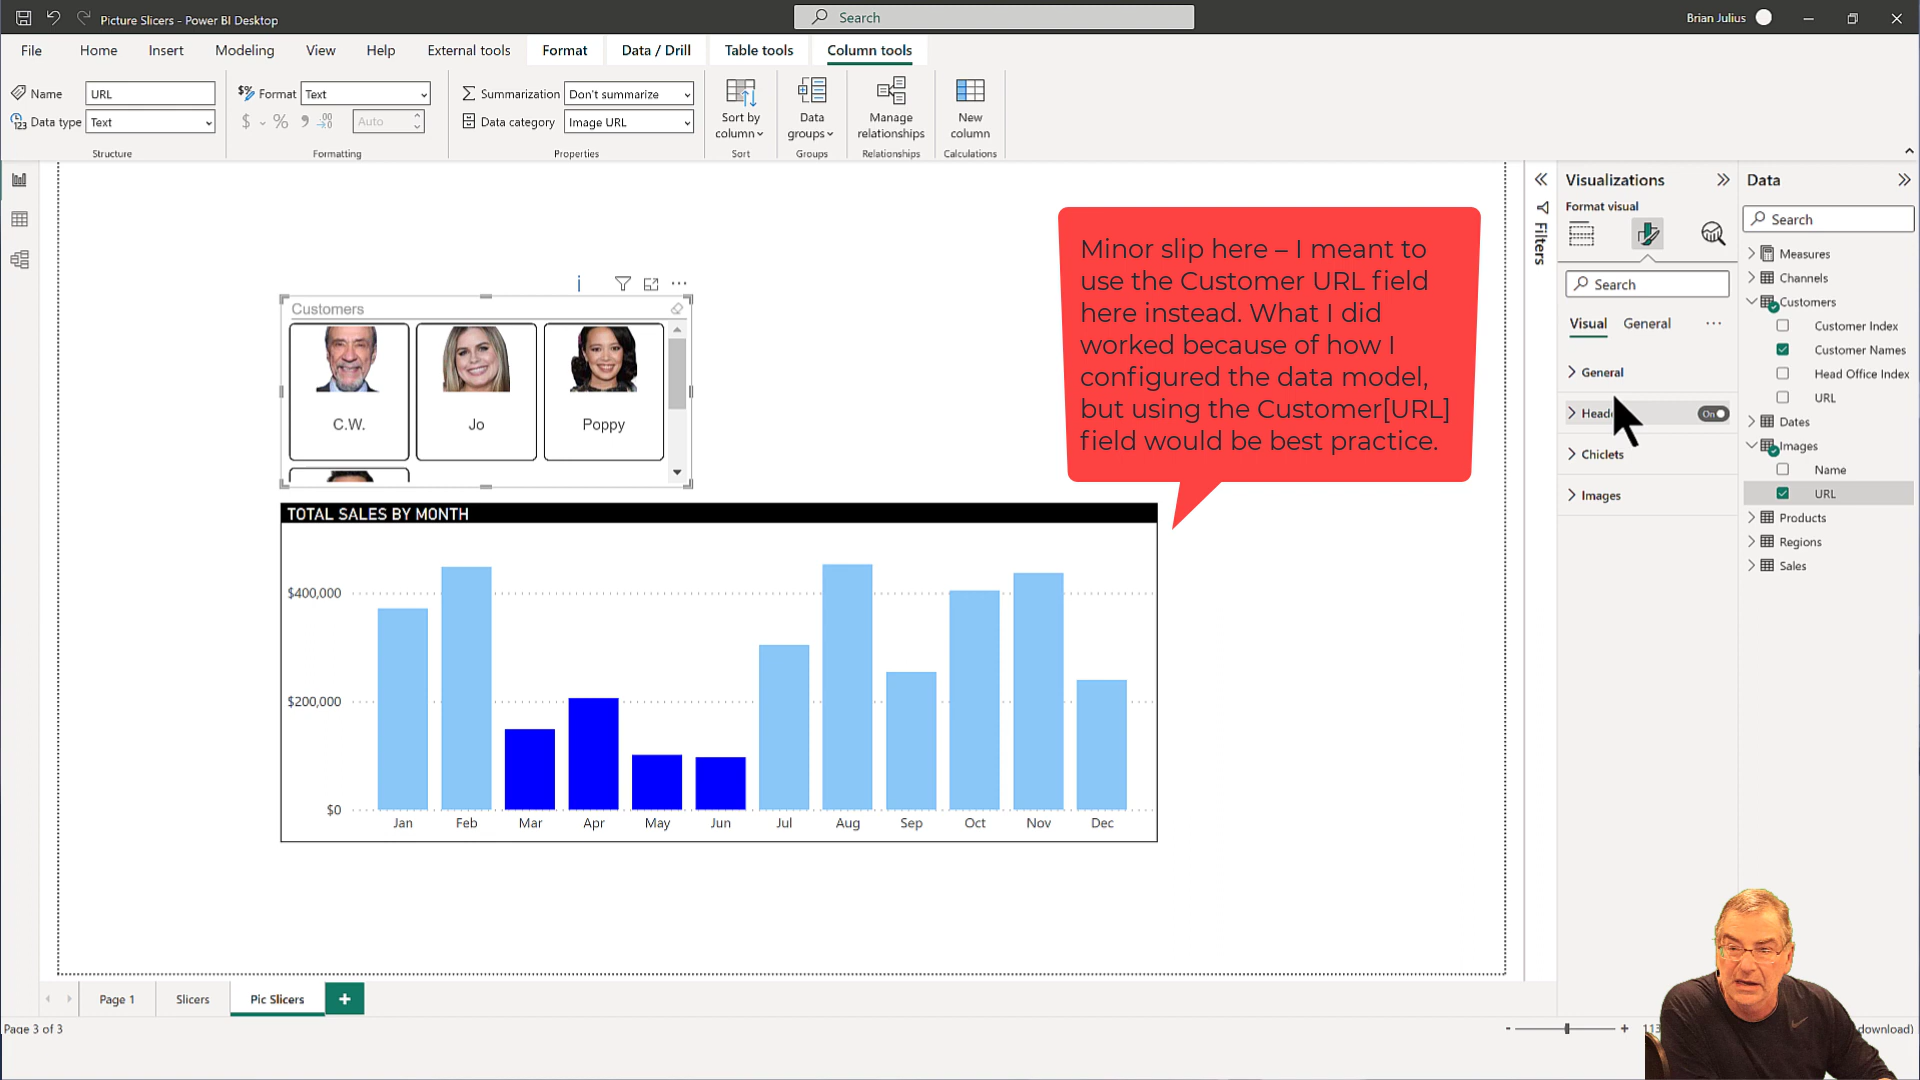 Picture Slicers - Power BI Desktop
Search
Brian Julius
File Home Insert Modeling View Help External tools Format Data / Drill Table tools Column tools
Name URL
Data type Text
Structure
Format Text
$ % 9 .00 Auto
Formatting
Summarization Don't summarize
Data category Image URL
Properties
Sort by
column
Sort
Data
groups
Groups
Manage
relationships
Relationships
New
column
Calculations
Customers
C.W. Jo Poppy
Minor slip here – I meant to
use the Customer URL field
here instead. What I did
worked because of how I
configured the data model,
but using the Customer[URL]
field would be best practice.
TOTAL SALES BY MONTH
$400,000
$200,000
$0
Jan Feb Mar Apr May Jun Jul Aug Sep Oct Nov Dec
Filters
Visualizations
Format visual
Search
Visual General
General
On
Chiclets
Images
Data
Search
Measures
Channels
Customers
Customer Index
Customer Names
Head Office Index
URL
Dates
Images
Name
URL
Products
Regions
Sales
Page 1 Slicers Pic Slicers +
Page 3 of 3
- + download)